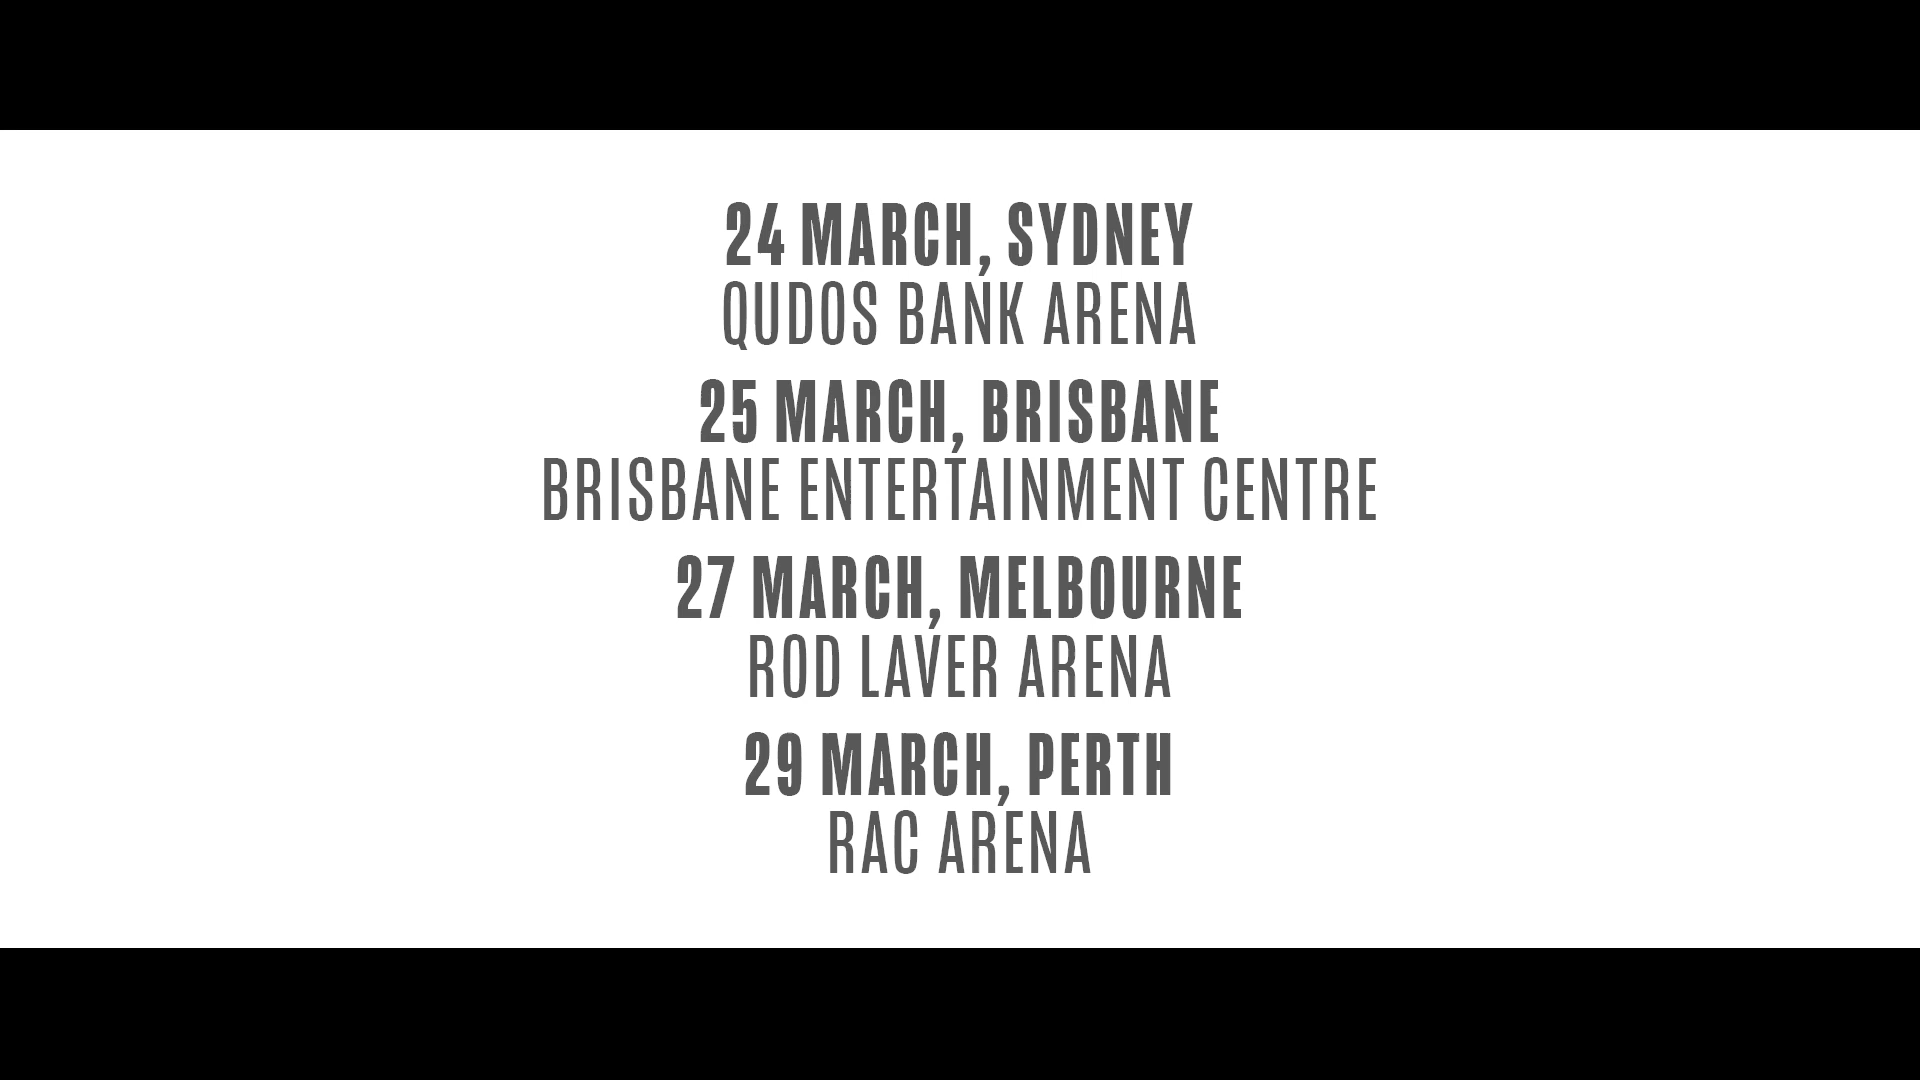 24 MARCH, SYDNEY
QUDOS BANK ARENA
25 MARCH, BRISBANE
BRISBANE ENTERTAINMENT CENTRE
27 MARCH, MELBOURNE
ROD LAVER ARENA
29 MARCH, PERTH
RAC ARENA